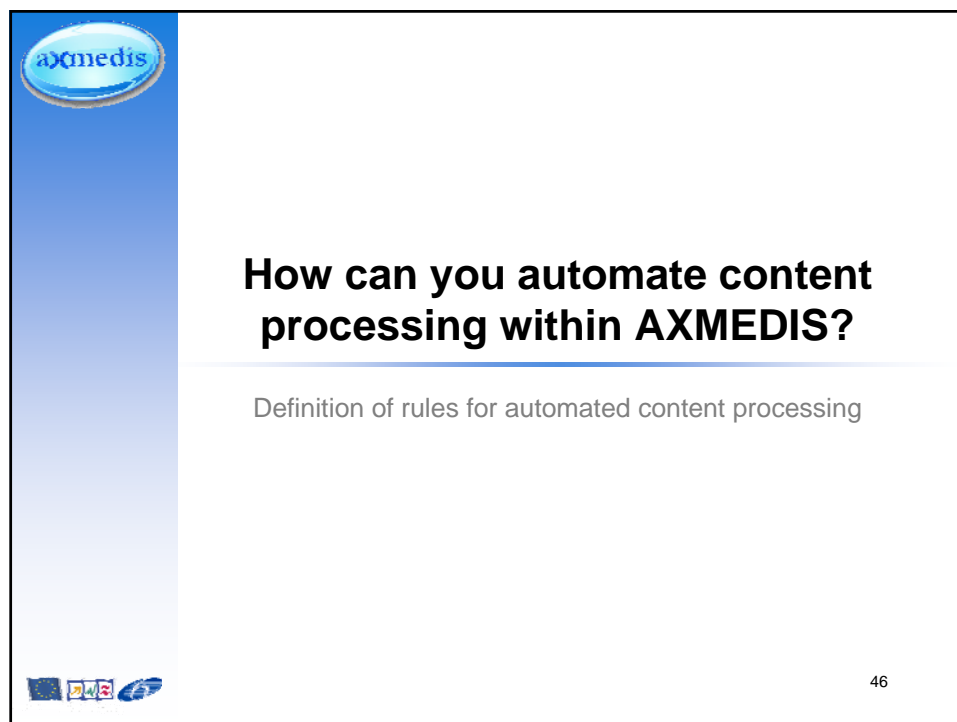 axmedis
How can you automate content
processing within AXMEDIS?
Definition of rules for automated content processing
46